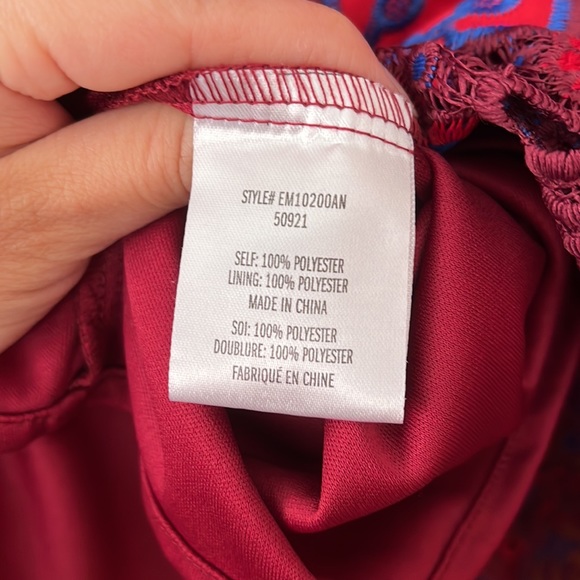 STYLE# EM10200AN
50921
SELF: 100% POLYESTER
LINING: 100% POLYESTER
MADE IN CHINA
SOI: 100% POLYESTER
DOUBLURE: 100% POLYESTER
FABRIQUÉ EN CHINE